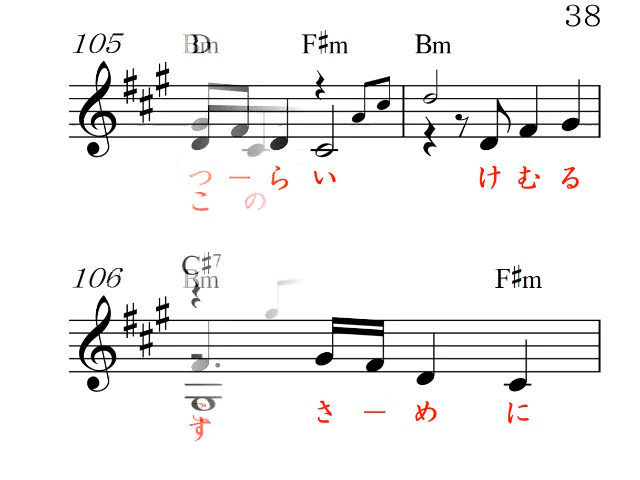 38
105 Bm D F♯m Bm
つ ー ら い け む る
こ の
106 C♯7 Bm F♯m
す さ ー め に